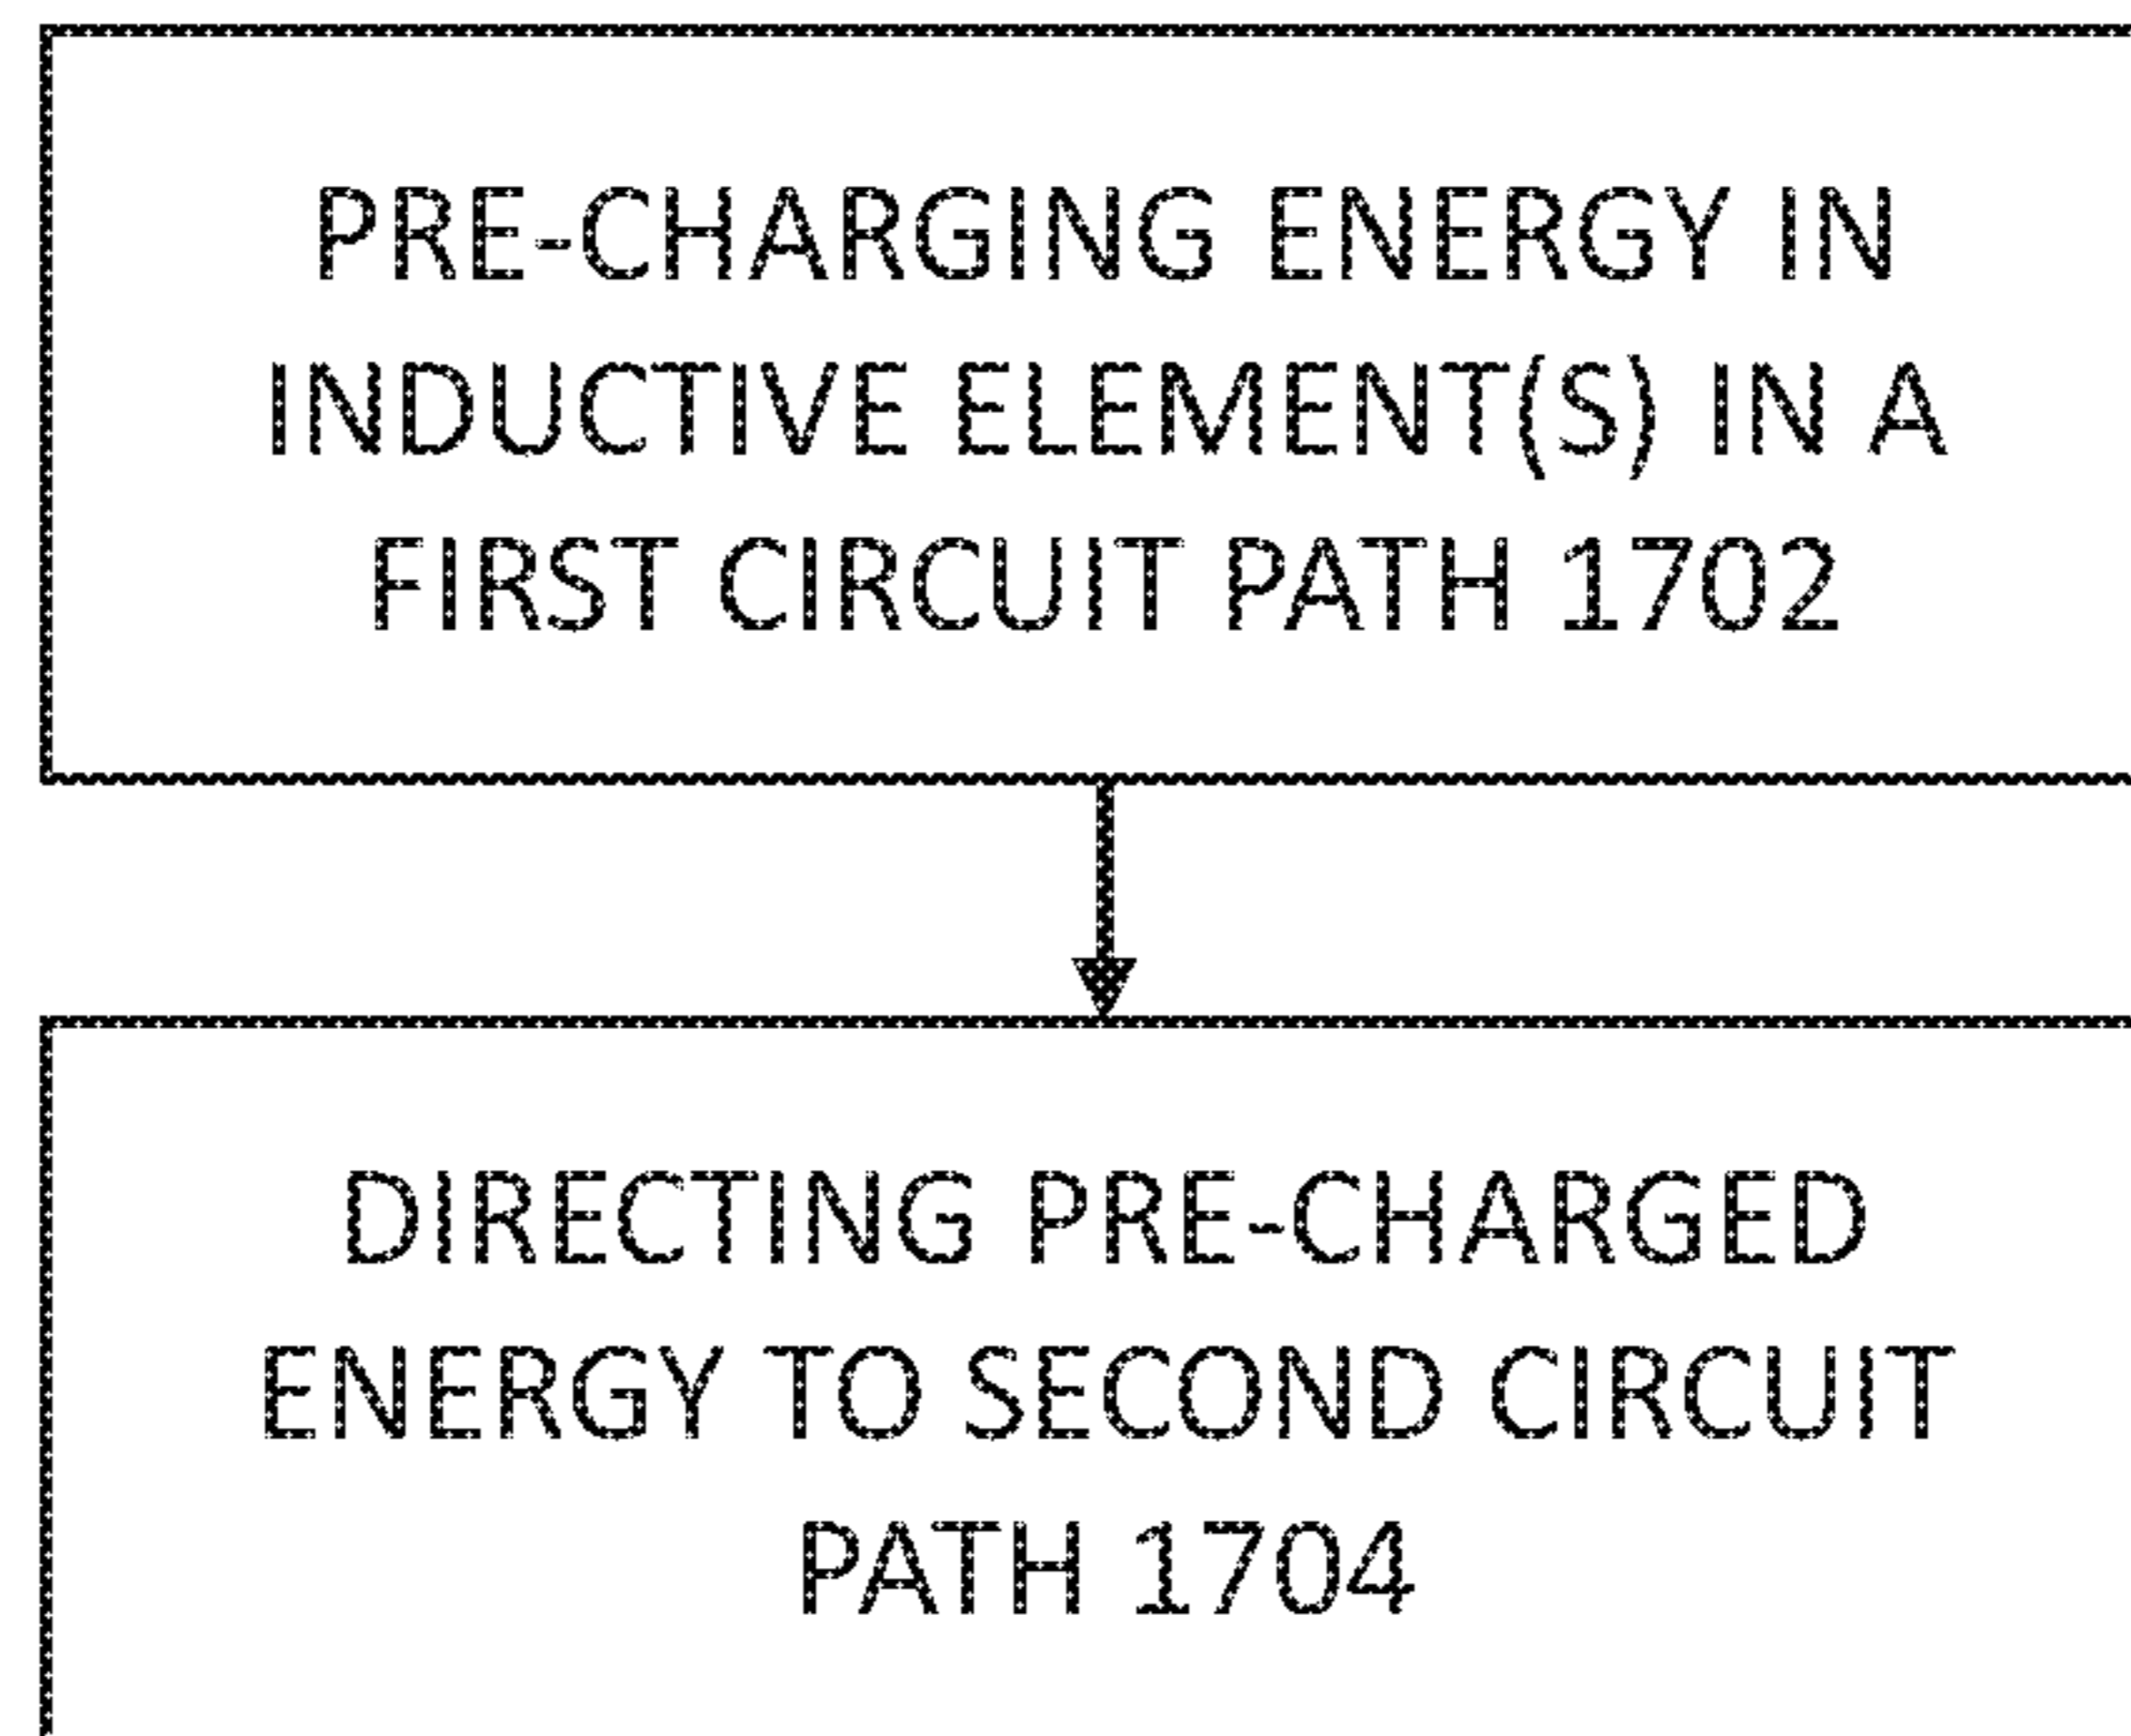 PRE-CHARGING ENERGY IN
INDUCTIVE ELEMENT(S) IN A
FIRST CIRCUIT PATH 1702
DIRECTING PRE-CHARGED
ENERGY TO SECOND CIRCUIT
PATH 1704